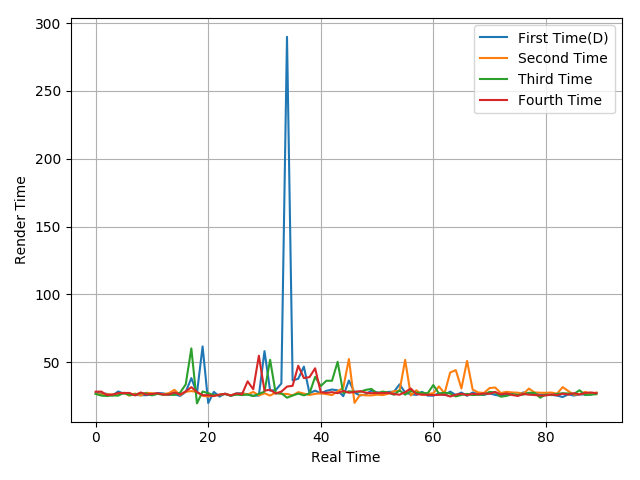 300
250
200
150
100
50
Render Time
0
20
40
60
80
Real Time
First Time(D)
Second Time
Third Time
Fourth Time